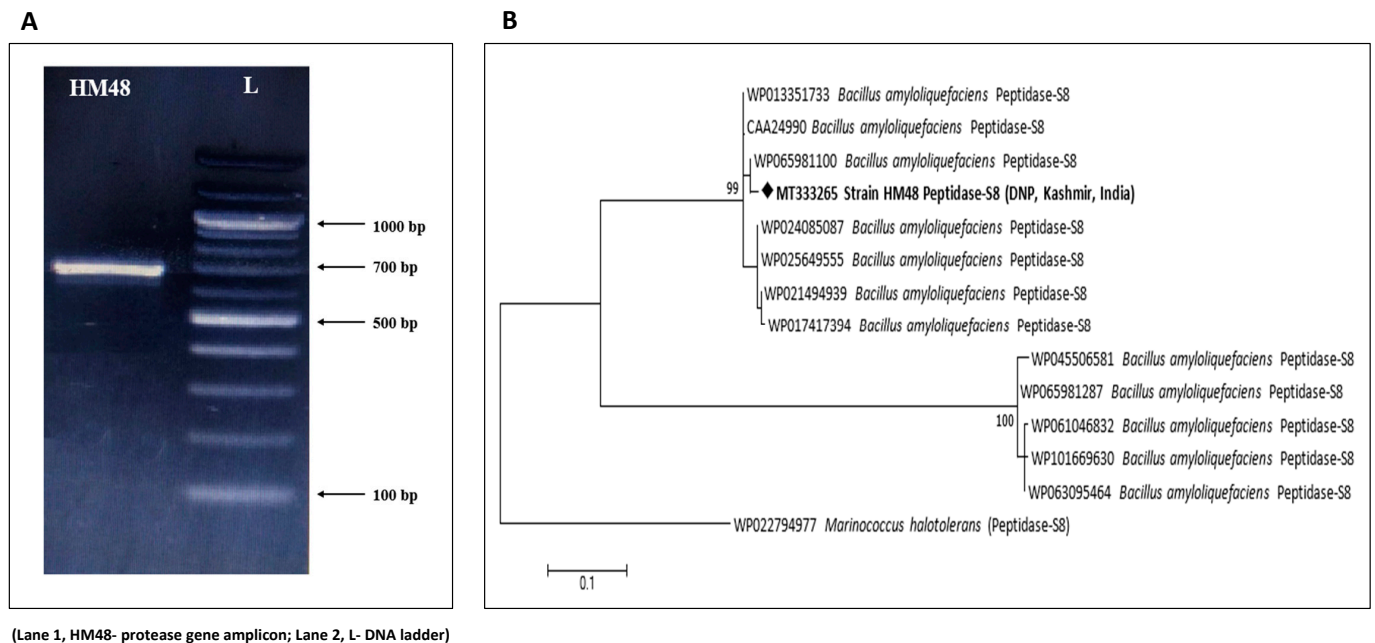 A
HM48 L
1000 bp
700 bp
500 bp
100 bp
(Lane 1, HM48- protease gene amplicon; Lane 2, L- DNA ladder)
B
WP013351733 Bacillus amyloliquefaciens Peptidase-S8
CAA24990 Bacillus amyloliquefaciens Peptidase-S8
WP065981100 Bacillus amyloliquefaciens Peptidase-S8
99
MT333265 Strain HM48 Peptidase-S8 (DNP, Kashmir, India)
WP024085087 Bacillus amyloliquefaciens Peptidase-S8
WP025649555 Bacillus amyloliquefaciens Peptidase-S8
WP021494939 Bacillus amyloliquefaciens Peptidase-S8
WP017417394 Bacillus amyloliquefaciens Peptidase-S8
WP045506581 Bacillus amyloliquefaciens Peptidase-S8
WP065981287 Bacillus amyloliquefaciens Peptidase-S8
100
WP061046832 Bacillus amyloliquefaciens Peptidase-S8
WP101669630 Bacillus amyloliquefaciens Peptidase-S8
WP063095464 Bacillus amyloliquefaciens Peptidase-S8
WP022794977 Marinococcus halotolerans (Peptidase-S8)
0.1